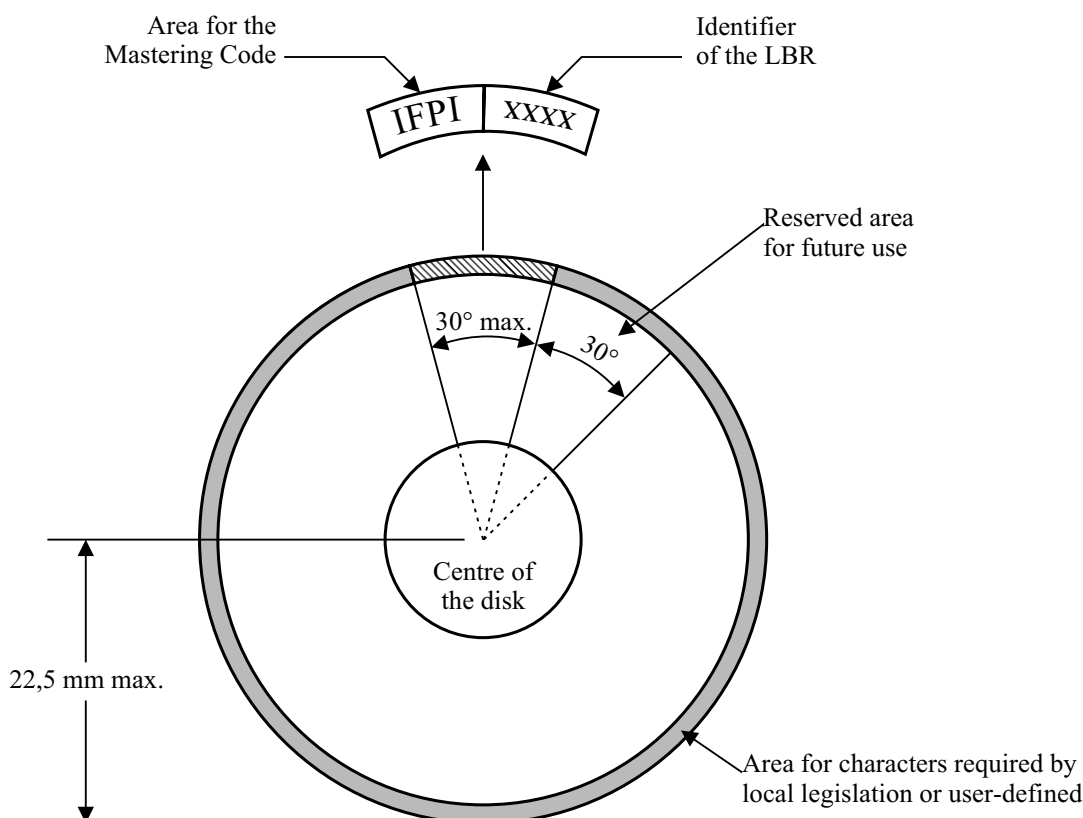 Area for the
Mastering Code
Identifier
of the LBR
IFPI xxxx
Reserved area
for future use
30° max.
30°
Centre of
the disk
22,5 mm max.
Area for characters required by
local legislation or user-defined